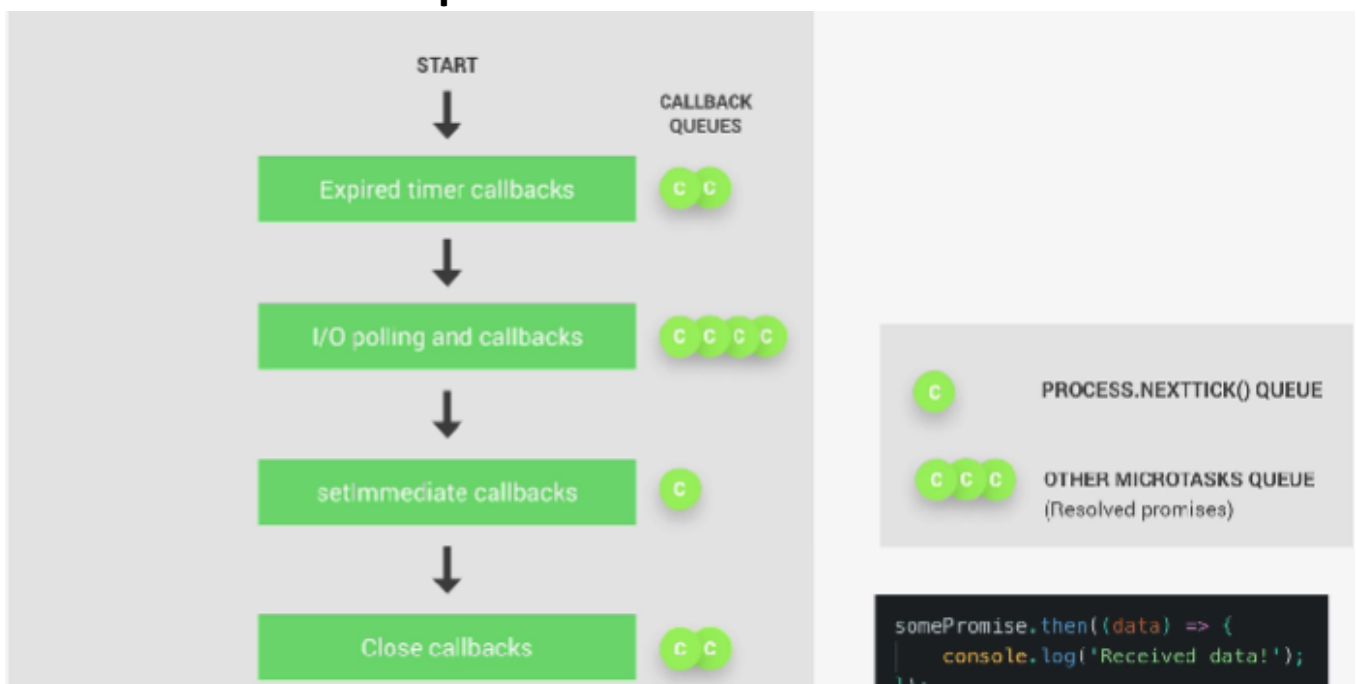 START
CALLBACK
QUEUES
Expired timer callbacks
C C
I/O polling and callbacks
C C C C
setImmediate callbacks
C
Close callbacks
C C
C
PROCESS.NEXTTICK() QUEUE
C C C
OTHER MICROTASKS QUEUE
(Resolved promises)
somePromise.then((data) => {
console.log('Received data!');